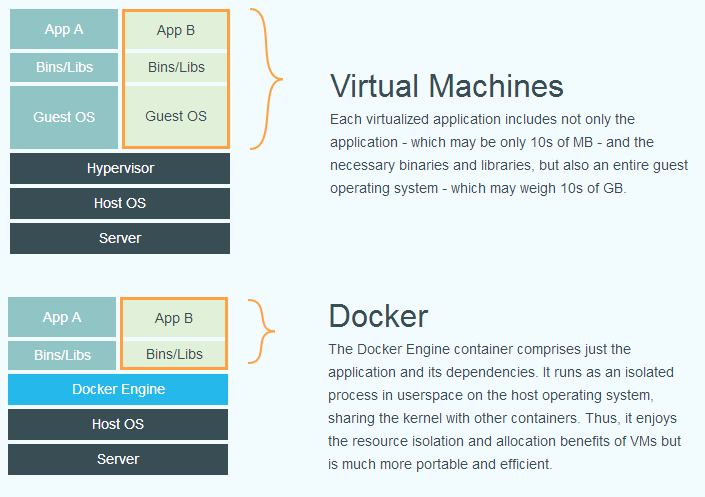 App A
App B
Bins/Libs
Bins/Libs
Guest OS
Guest OS
Hypervisor
Host OS
Server
Virtual Machines
Each virtualized application includes not only the
application - which may be only 10s of MB - and the
necessary binaries and libraries, but also an entire guest
operating system - which may weigh 10s of GB.
App A
App B
Bins/Libs
Bins/Libs
Docker Engine
Host OS
Server
Docker
The Docker Engine container comprises just the
application and its dependencies. It runs as an isolated
process in userspace on the host operating system,
sharing the kernel with other containers. Thus, it enjoys
the resource isolation and allocation benefits of VMs but
is much more portable and efficient.